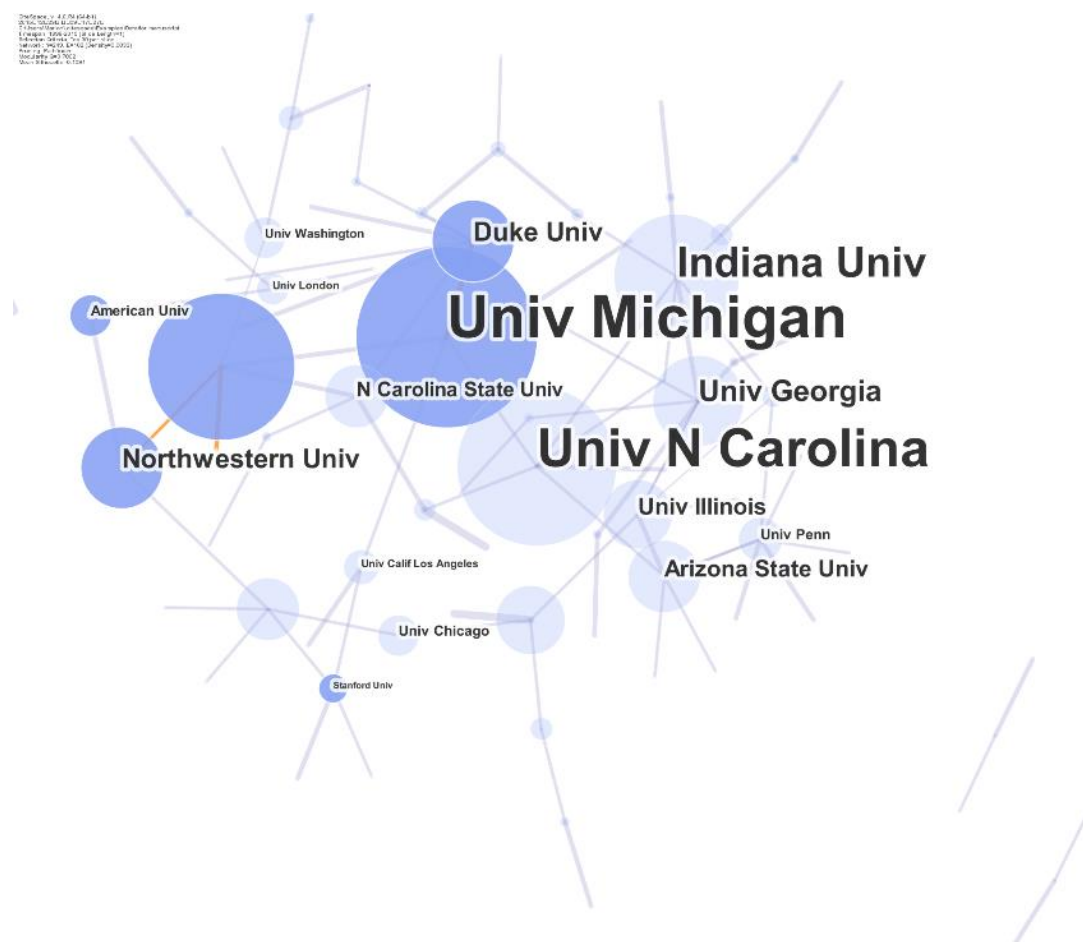 Duke Univ
Univ Washington
Indiana Univ
Univ London
American Univ
Univ Michigan
N Carolina State Univ
Univ Georgia
Univ N Carolina
Northwestern Univ
Univ Illinois
Univ Penn
Univ Calif Los Angeles
Arizona State Univ
Univ Chicago
Stanford Univ